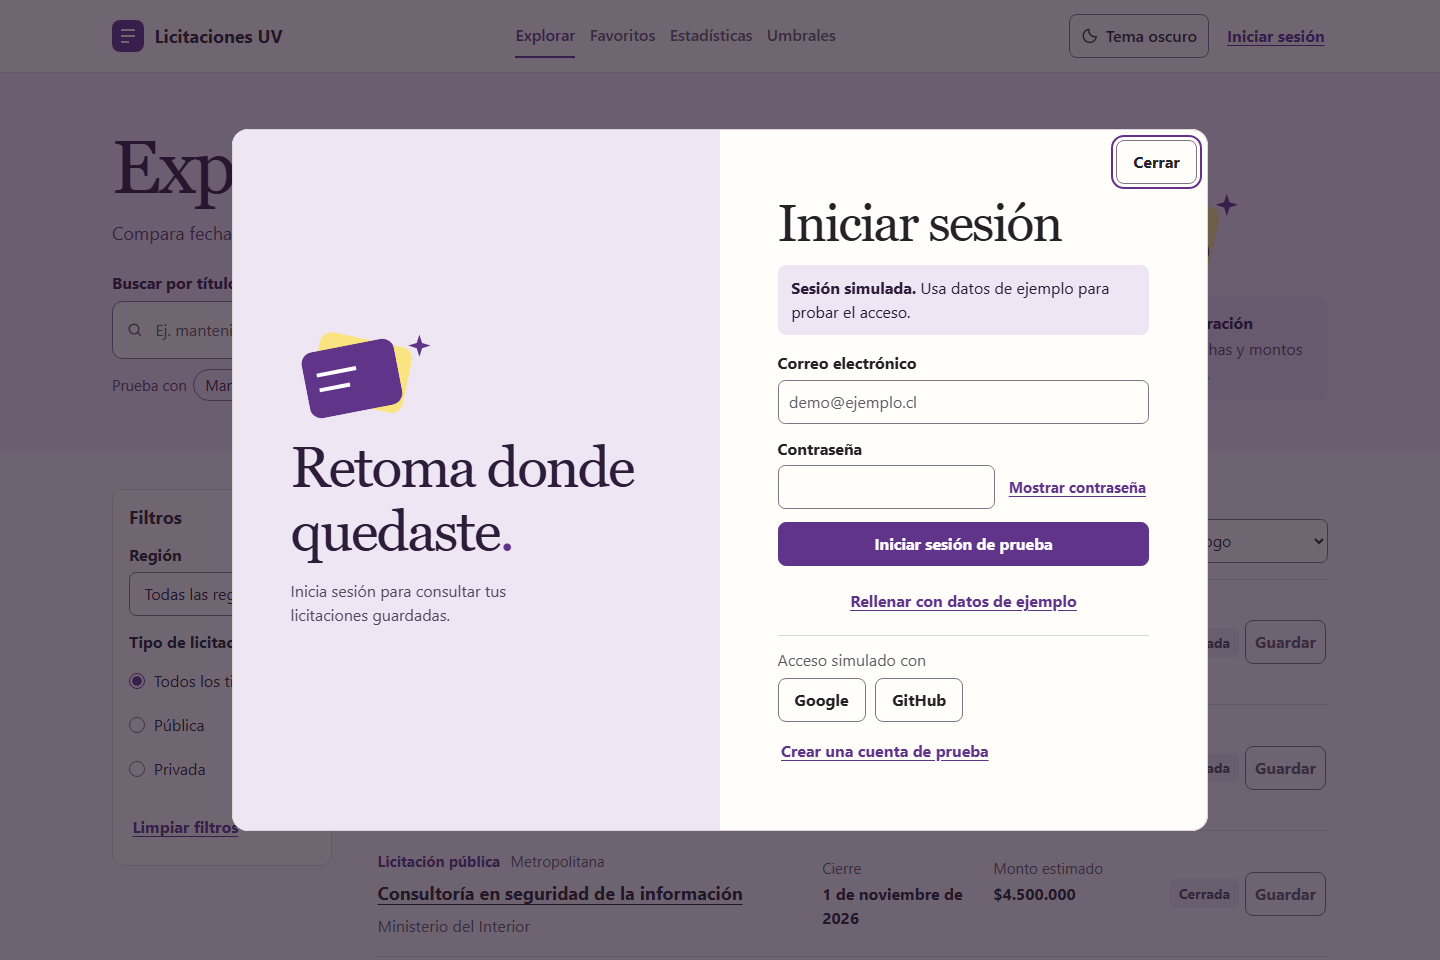 Licitaciones UV
Explorar
Favoritos
Estadísticas
Umbrales
Tema oscuro
Iniciar sesión
Exp
Compara fecha
Buscar por título
Ej. manteni
Prueba con
Man
ración
has y montos
Filtros
Región
Todas las reg
Tipo de licitac
Todos los ti
Pública
Privada
Limpiar filtros
Retoma donde
quedaste.
Inicia sesión para consultar tus
licitaciones guardadas.
Cerrar
Iniciar sesión
Sesión simulada. Usa datos de ejemplo para
probar el acceso.
Correo electrónico
demo@ejemplo.cl
Contraseña
Mostrar contraseña
Iniciar sesión de prueba
Rellenar con datos de ejemplo
Acceso simulado con
Google
GitHub
Crear una cuenta de prueba
ogo
ada
Guardar
ada
Guardar
Licitación pública Metropolitana
Consultoría en seguridad de la información
Ministerio del Interior
Cierre
1 de noviembre de
2026
Monto estimado
$4.500.000
Cerrada
Guardar